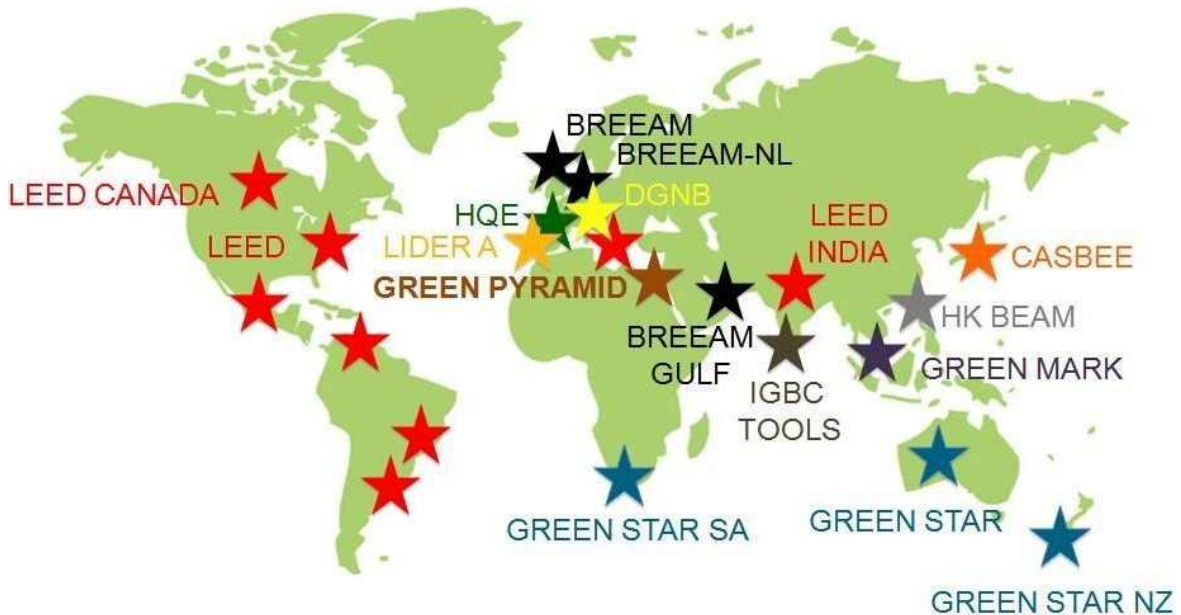 BREEAM
BREEAM-NL
LEED CANADA
DGNB
HQE
LEED
INDIA
LEED
LIDER A
CASBEE
GREEN PYRAMID
HK BEAM
BREEAM
GULF
GREEN MARK
IGBC
TOOLS
GREEN STAR SA
GREEN STAR
GREEN STAR NZ